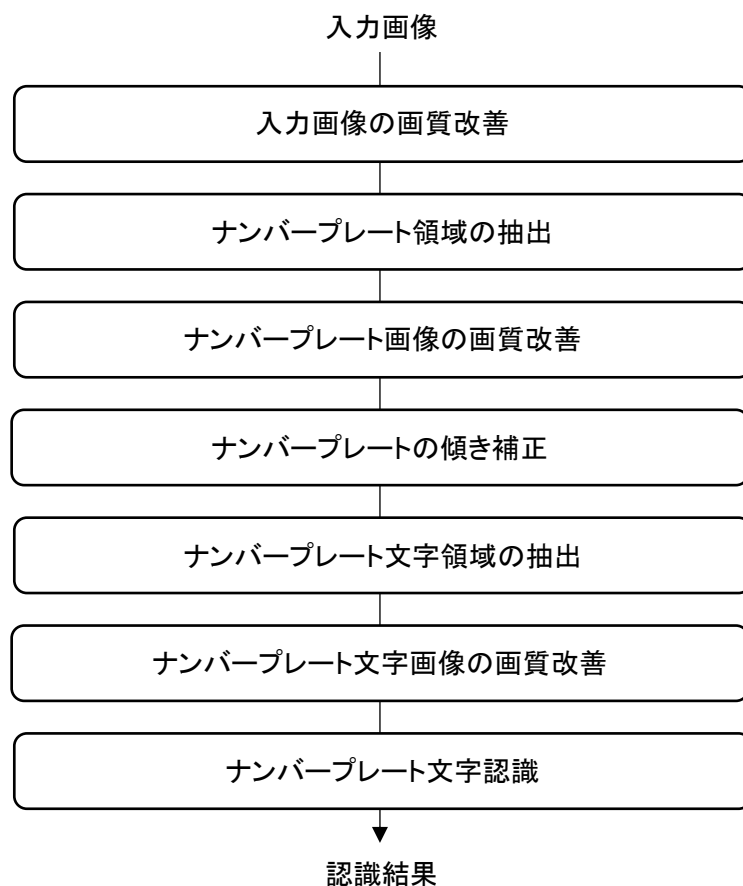 入力画像
入力画像の画質改善
ナンバープレート領域の抽出
ナンバープレート画像の画質改善
ナンバープレートの傾き補正
ナンバープレート文字領域の抽出
ナンバープレート文字画像の画質改善
ナンバープレート文字認識
認識結果